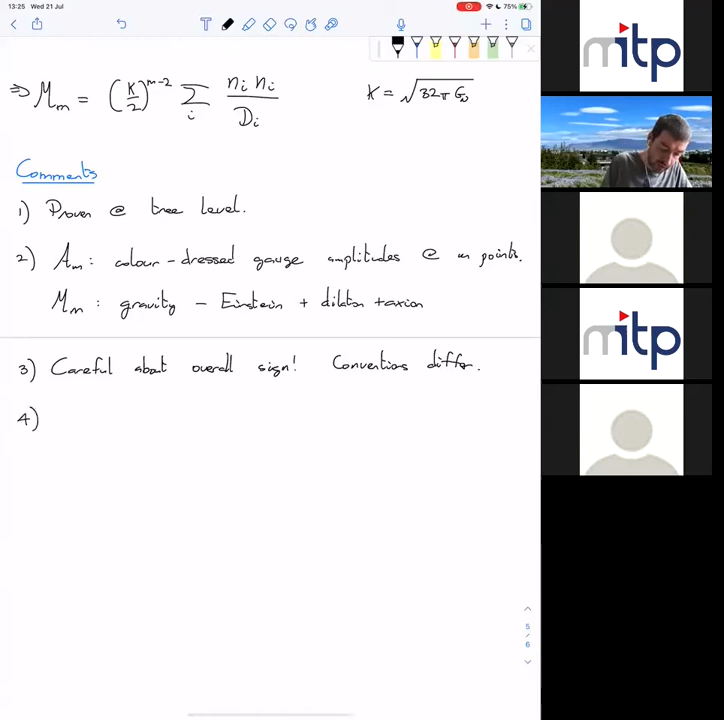 13:25 Wed 21 Jul
75%
⇒ M_m = (K/2)^{m-2} Σ_i n_i n_i / D_i
K = √32π G_N
Comments
1) Proven @ tree level.
2) A_m : colour-dressed gauge amplitudes @ m points.
M_m : gravity - Einstein + dilaton + axion
3) Careful about overall sign! Conventions differ.
4)
5
/
6
mitp
mitp